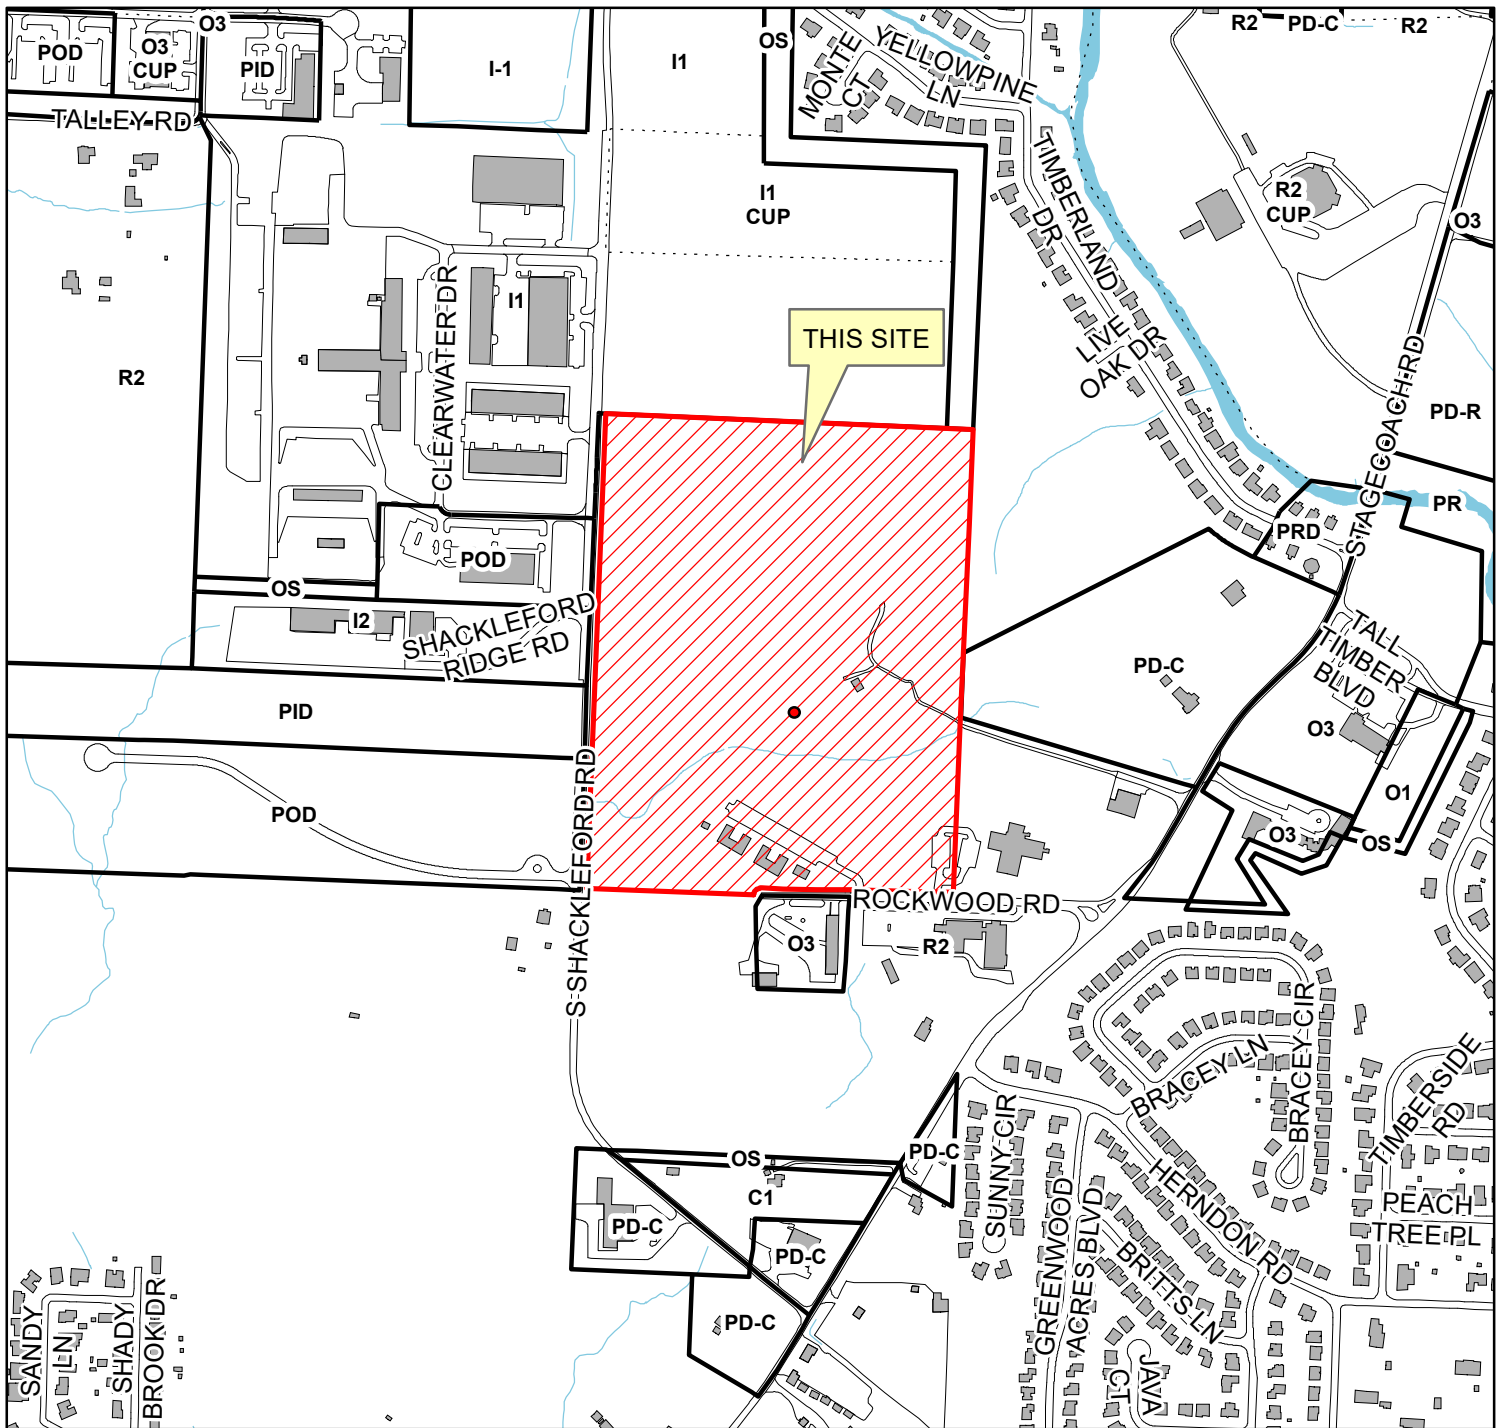 O3
POD
O3
CUP
PID
I-1
I1
OS
MONTE
CT
YELLOWPINE
LN
R2
PD-C
R2
TALLEY RD
TIMBERLAND
DR
I1
CUP
R2
CUP
O3
CLEARWATER DR
I1
THIS SITE
LIVE
OAK DR
R2
STAGECOACH RD
PD-R
PR
PRD
POD
OS
I2
SHACKLEFORD
RIDGE RD
TALL
TIMBER
BLVD
PD-C
PID
O3
O1
POD
S SHACKLEFORD RD
O3
OS
ROCKWOOD RD
O3
R2
BRACEY CIR
BRACEY LN
TIMBERSIDE
RD
OS
PD-C
SUNNY CIR
C1
HERNDON RD
PEACH
TREE PL
PD-C
PD-C
GREENWOOD
ACRES BLVD
BRITTS LN
PD-C
SANDY
LN
SHADY
BROOK DR
JAVA
CT